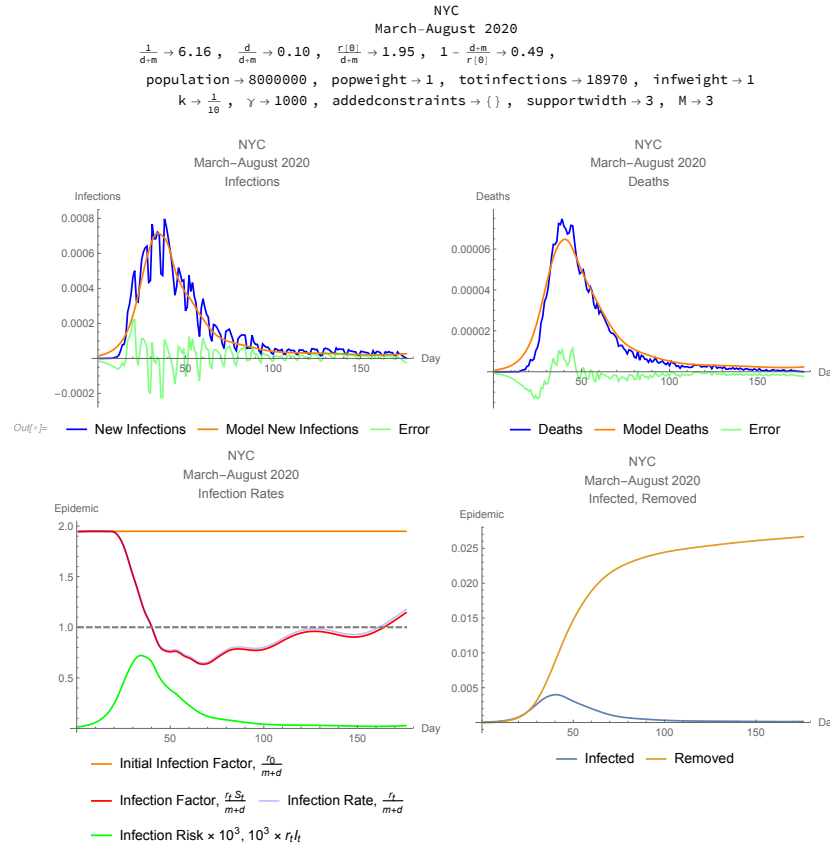 NYC
March–August 2020
1/(d+m) → 6.16 , d/(d+m) → 0.10 , r[0]/(d+m) → 1.95 , 1 - (d+m)/r[0] → 0.49 ,
population → 8000000 , popweight → 1 , totinfections → 18970 , infweight → 1
k → 1/10 , γ → 1000 , addedconstraints → { } , supportwidth → 3 , M → 3
NYC
March–August 2020
Infections
Infections
0.0008
0.0006
0.0004
0.0002
-0.0002
50
100
150
Day
New Infections Model New Infections Error
NYC
March–August 2020
Deaths
Deaths
0.00006
0.00004
0.00002
50
100
150
Da
Deaths Model Deaths Error
Out[ ]=
NYC
March–August 2020
Infection Rates
Epidemic
2.0
1.5
1.0
0.5
50
100
150
Day
Initial Infection Factor, r0/(m+d)
Infection Factor, rt St/(m+d) Infection Rate, rt/(m+d)
Infection Risk × 10^3, 10^3 × rt It
NYC
March–August 2020
Infected, Removed
Epidemic
0.025
0.020
0.015
0.010
0.005
50
100
150
Da
Infected Removed